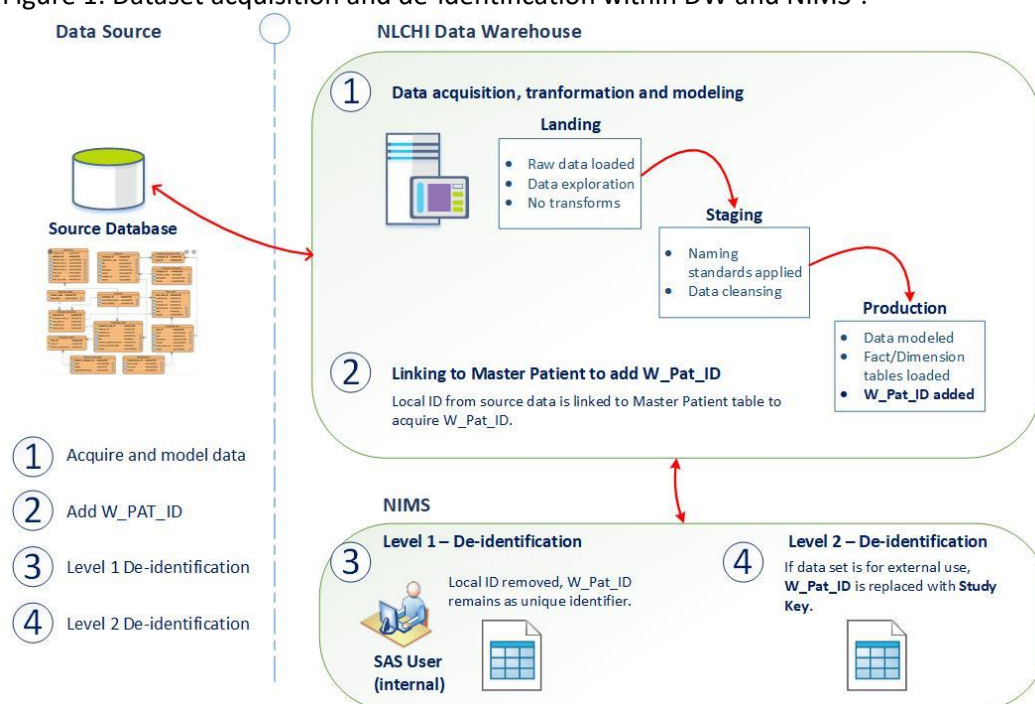 Figure 1: Dataset acquisition and de-identification within DW and NIMS .
Data Source
NLCHI Data Warehouse
1
Data acquisition, tranformation and modeling
Landing
• Raw data loaded
• Data exploration
• No transforms
Staging
• Naming
standards applied
• Data cleansing
Production
• Data modeled
• Fact/Dimension
tables loaded
• W_Pat_ID added
Source Database
2
Linking to Master Patient to add W_Pat_ID
Local ID from source data is linked to Master Patient table to
acquire W_Pat_ID.
1 Acquire and model data
2 Add W_PAT_ID
3 Level 1 De-identification
4 Level 2 De-identification
NIMS
3
Level 1 – De-identification
Local ID removed, W_Pat_ID
remains as unique identifier.
SAS User
(internal)
4
Level 2 – De-identification
If data set is for external use,
W_Pat_ID is replaced with Study
Key.